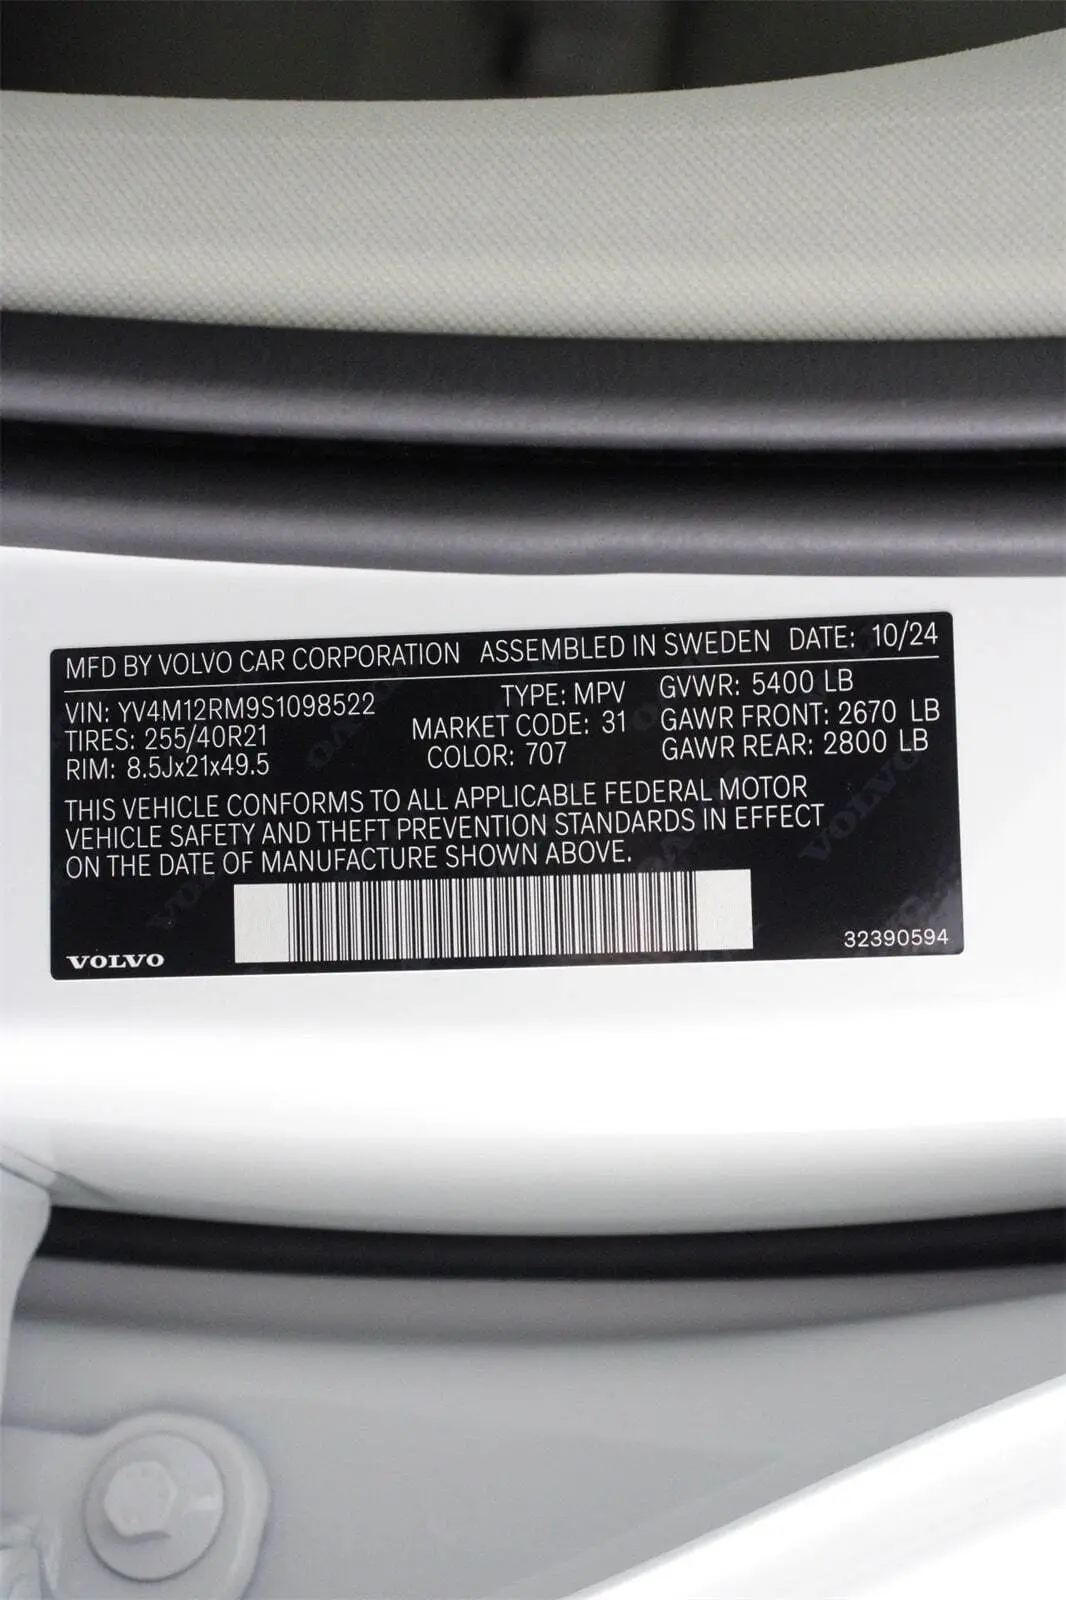 MFD BY VOLVO CAR CORPORATION ASSEMBLED IN SWEDEN DATE: 10/24
VIN: YV4M12RM9S1098522 TYPE: MPV GVWR: 5400 LB
TIRES: 255/40R21 MARKET CODE: 31 GAWR FRONT: 2670 LB
RIM: 8.5Jx21x49.5 COLOR: 707 GAWR REAR: 2800 LB
THIS VEHICLE CONFORMS TO ALL APPLICABLE FEDERAL MOTOR
VEHICLE SAFETY AND THEFT PREVENTION STANDARDS IN EFFECT
ON THE DATE OF MANUFACTURE SHOWN ABOVE.
VOLVO 32390594